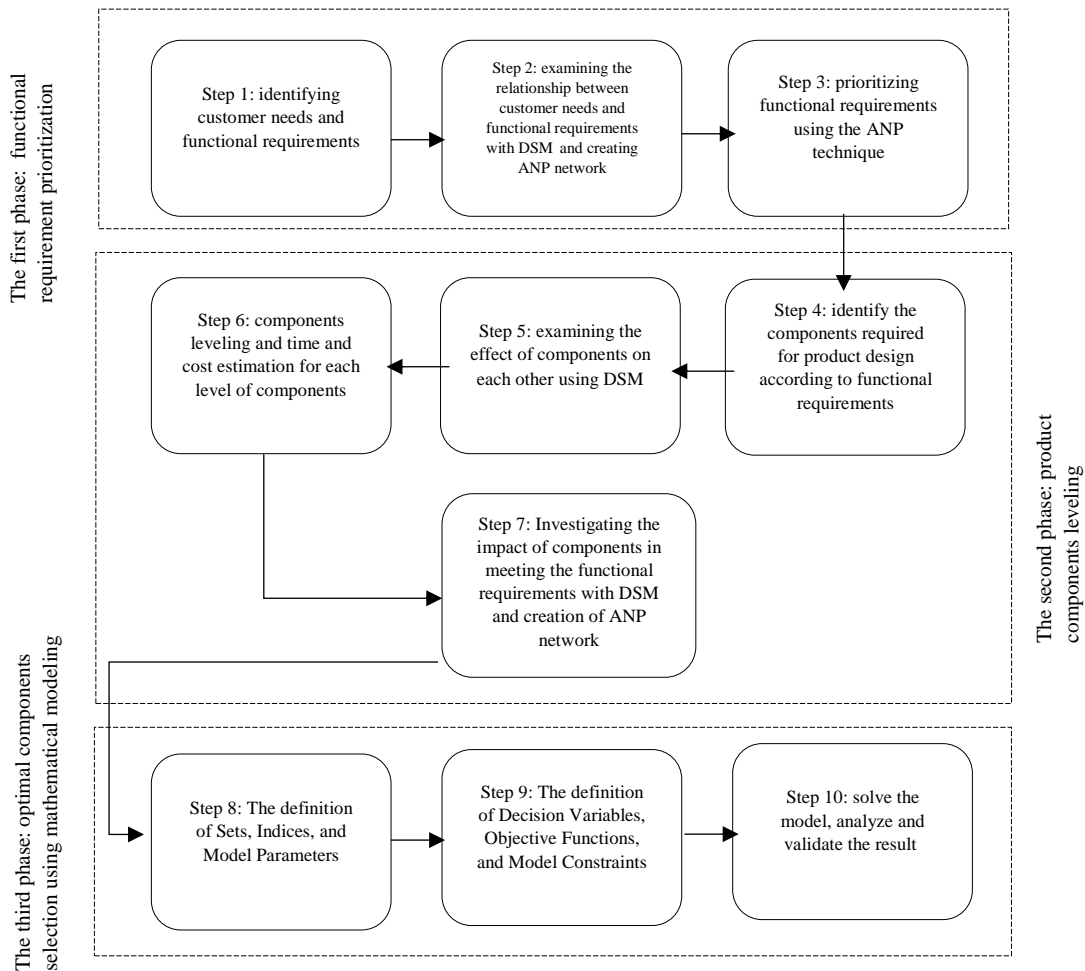 The first phase: functional
requirement prioritization
Step 1: identifying
customer needs and
functional requirements
Step 2: examining the
relationship between
customer needs and
functional requirements
with DSM and creating
ANP network
Step 3: prioritizing
functional requirements
using the ANP
technique
Step 4: identify the
components required
for product design
according to functional
requirements
Step 5: examining the
effect of components on
each other using DSM
Step 6: components
leveling and time and
cost estimation for each
level of components
Step 7: Investigating the
impact of components in
meeting the functional
requirements with DSM
and creation of ANP
network
The second phase: product
components leveling
The third phase: optimal components
selection using mathematical modeling
Step 8: The definition
of Sets, Indices, and
Model Parameters
Step 9: The definition
of Decision Variables,
Objective Functions,
and Model Constraints
Step 10: solve the
model, analyze and
validate the result